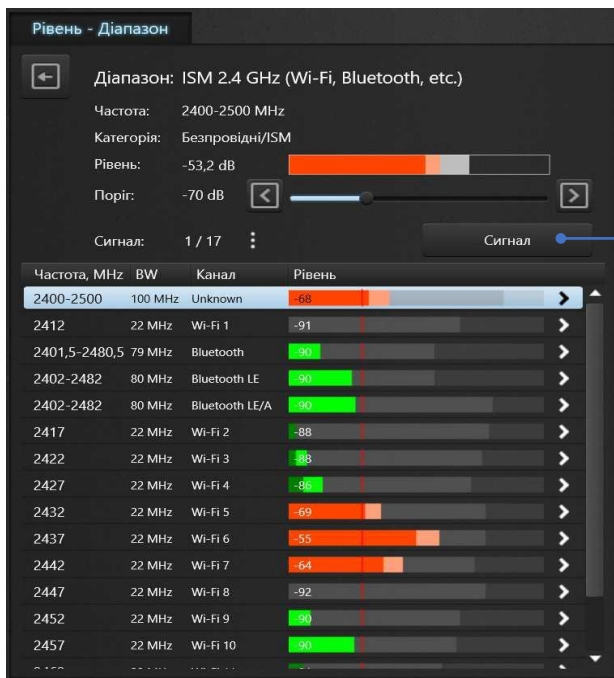 Рівень - Діапазон
Діапазон: ISM 2.4 GHz (Wi-Fi, Bluetooth, etc.)
Частота: 2400-2500 MHz
Категорія: Безпровідні/ISM
Рівень: -53,2 dB
Поріг: -70 dB
Сигнал: 1 / 17 Сигнал
Частота, MHz BW Канал Рівень
2400-2500 100 MHz Unknown -68
2412 22 MHz Wi-Fi 1 -91
2401,5-2480,5 79 MHz Bluetooth -90
2402-2482 80 MHz Bluetooth LE -90
2402-2482 80 MHz Bluetooth LE/A -90
2417 22 MHz Wi-Fi 2 -88
2422 22 MHz Wi-Fi 3 -88
2427 22 MHz Wi-Fi 4 -86
2432 22 MHz Wi-Fi 5 -69
2437 22 MHz Wi-Fi 6 -55
2442 22 MHz Wi-Fi 7 -64
2447 22 MHz Wi-Fi 8 -92
2452 22 MHz Wi-Fi 9 -90
2457 22 MHz Wi-Fi 10 -90